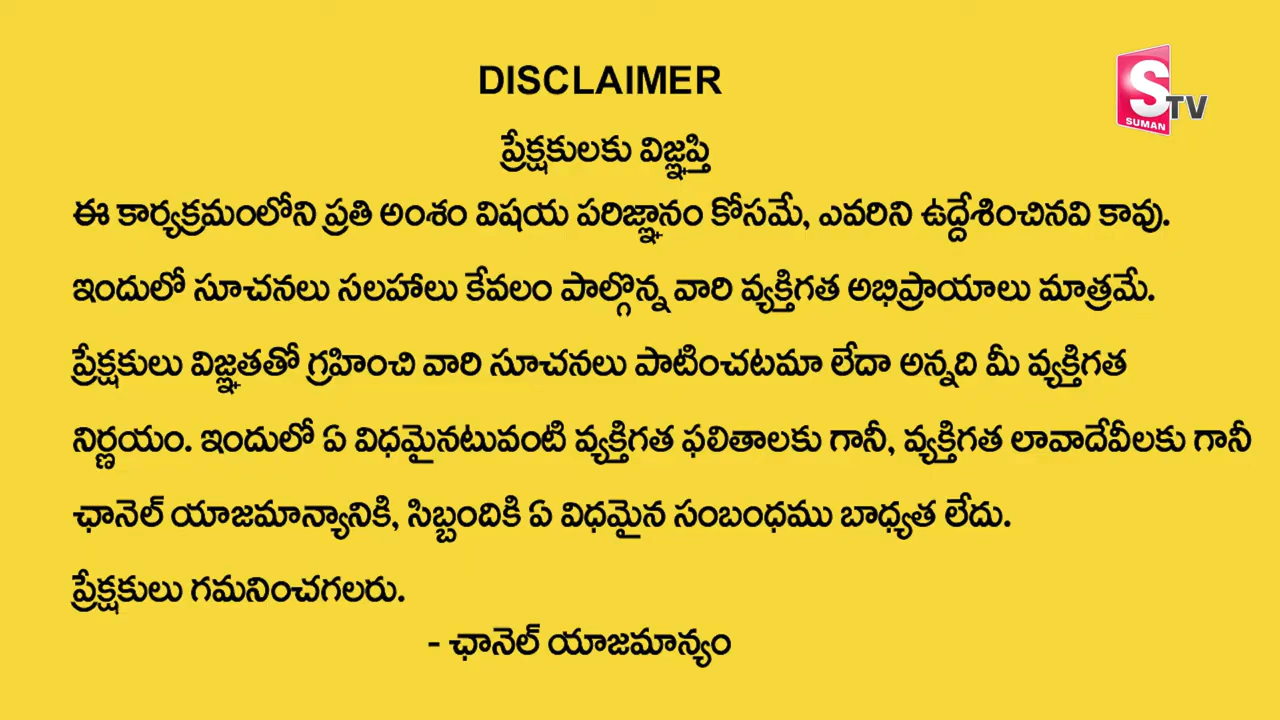 DISCLAIMER
S TV
SUMAN
ప్రేక్షకులకు విజ్ఞప్తి
ఈ కార్యక్రమంలోని ప్రతి అంశం విషయ పరిజ్ఞానం కోసమే, ఎవరిని ఉద్దేశించినవి కావు.
ఇందులో సూచనలు సలహాలు కేవలం పాల్గొన్న వారి వ్యక్తిగత అభిప్రాయాలు మాత్రమే.
ప్రేక్షకులు విజ్ఞతతో గ్రహించి వారి సూచనలు పాటించటమా లేదా అన్నది మీ వ్యక్తిగత
నిర్ణయం. ఇందులో ఏ విధమైనటువంటి వ్యక్తిగత ఫలితాలకు గానీ, వ్యక్తిగత లావాదేవీలకు గానీ
ఛానెల్ యాజమాన్యానికి, సిబ్బందికి ఏ విధమైన సంబంధము బాధ్యత లేదు.
ప్రేక్షకులు గమనించగలరు.
- ఛానెల్ యాజమాన్యం